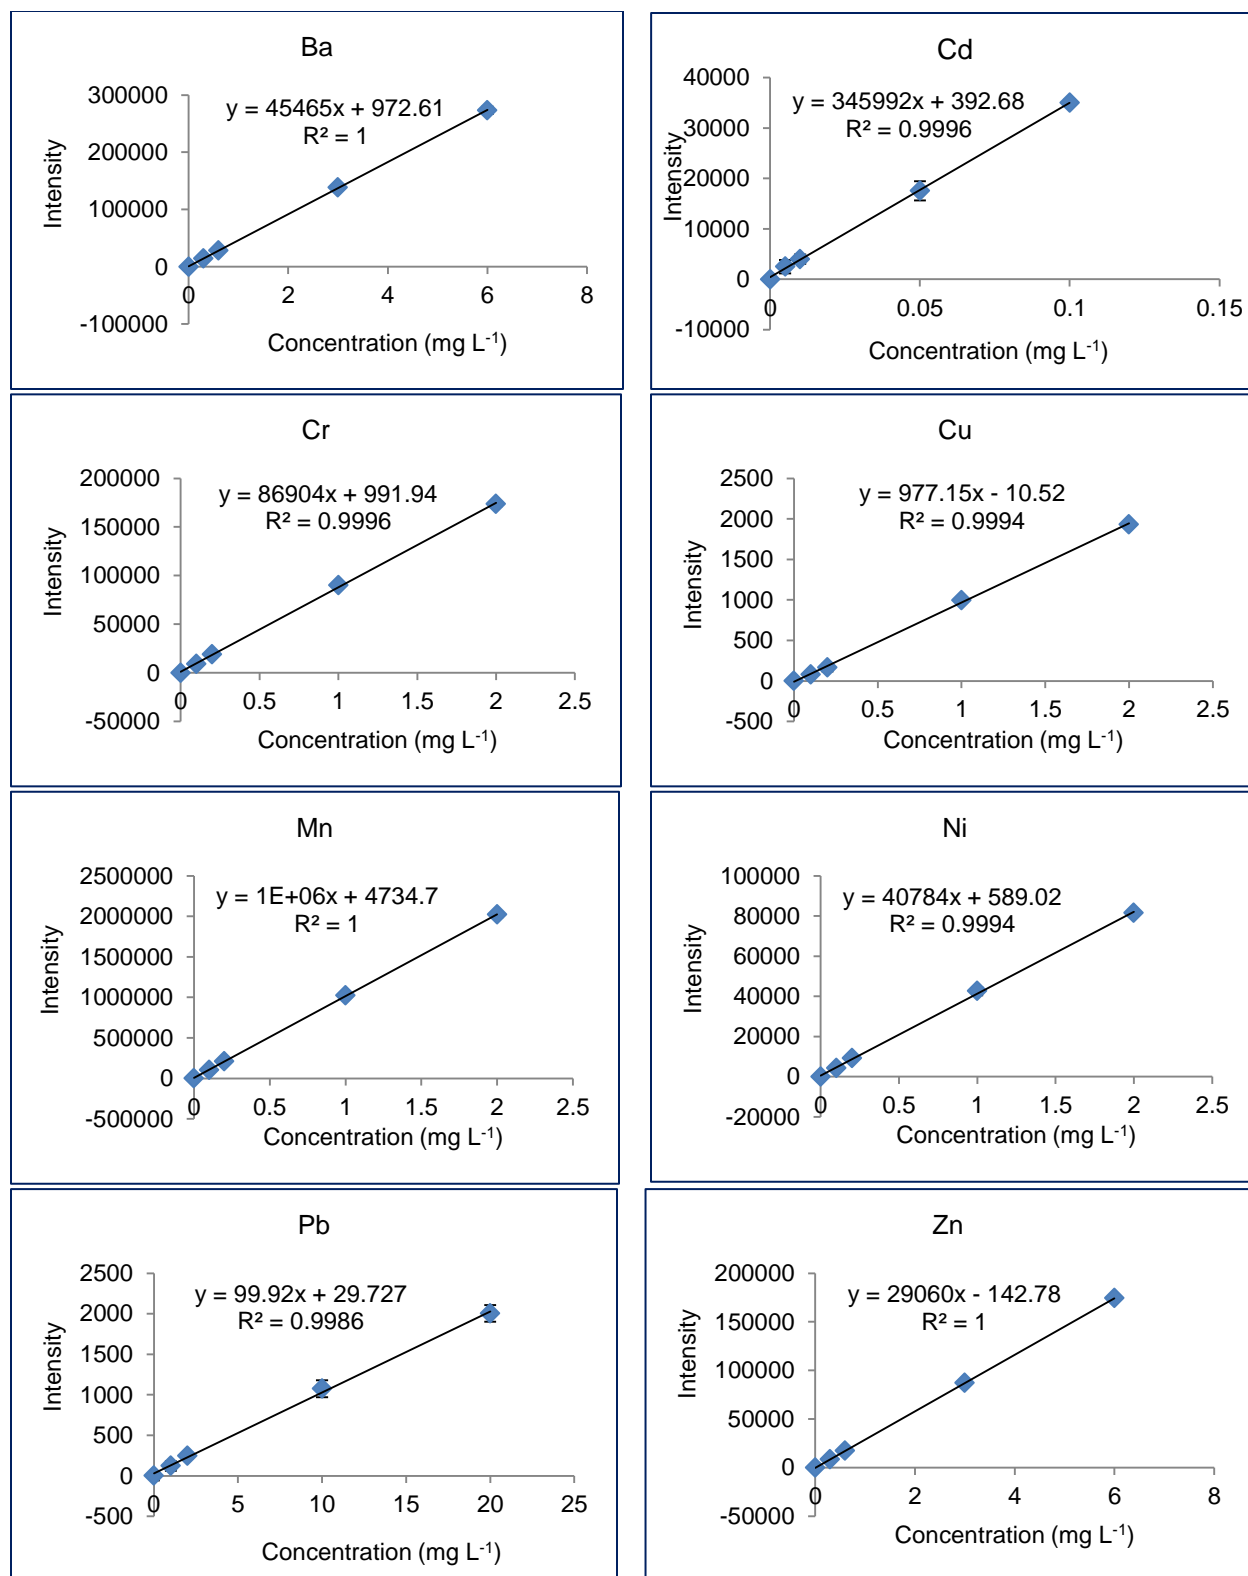 Ba
y = 45465x + 972.61
R² = 1
300000
200000
100000
0
-100000
0 2 4 6 8
Intensity
Concentration (mg L⁻¹)
Cd
y = 345992x + 392.68
R² = 0.9996
40000
30000
20000
10000
0
-10000
0 0.05 0.1 0.15
Intensity
Concentration (mg L⁻¹)
Cr
y = 86904x + 991.94
R² = 0.9996
200000
150000
100000
50000
0
-50000
0 0.5 1 1.5 2 2.5
Intensity
Concentration (mg L⁻¹)
Cu
y = 977.15x - 10.52
R² = 0.9994
2500
2000
1500
1000
500
0
-500
0 0.5 1 1.5 2 2.5
Intensity
Concentration (mg L⁻¹)
Mn
y = 1E+06x + 4734.7
R² = 1
2500000
2000000
1500000
1000000
500000
0
-500000
0 0.5 1 1.5 2 2.5
Intensity
Concentration (mg L⁻¹)
Ni
y = 40784x + 589.02
R² = 0.9994
100000
80000
60000
40000
20000
0
-20000
0 0.5 1 1.5 2 2.5
Intensity
Concentration (mg L⁻¹)
Pb
y = 99.92x + 29.727
R² = 0.9986
2500
2000
1500
1000
500
0
-500
0 5 10 15 20 25
Intensity
Concentration (mg L⁻¹)
Zn
y = 29060x - 142.78
R² = 1
200000
150000
100000
50000
0
-50000
0 2 4 6 8
Intensity
Concentration (mg L⁻¹)